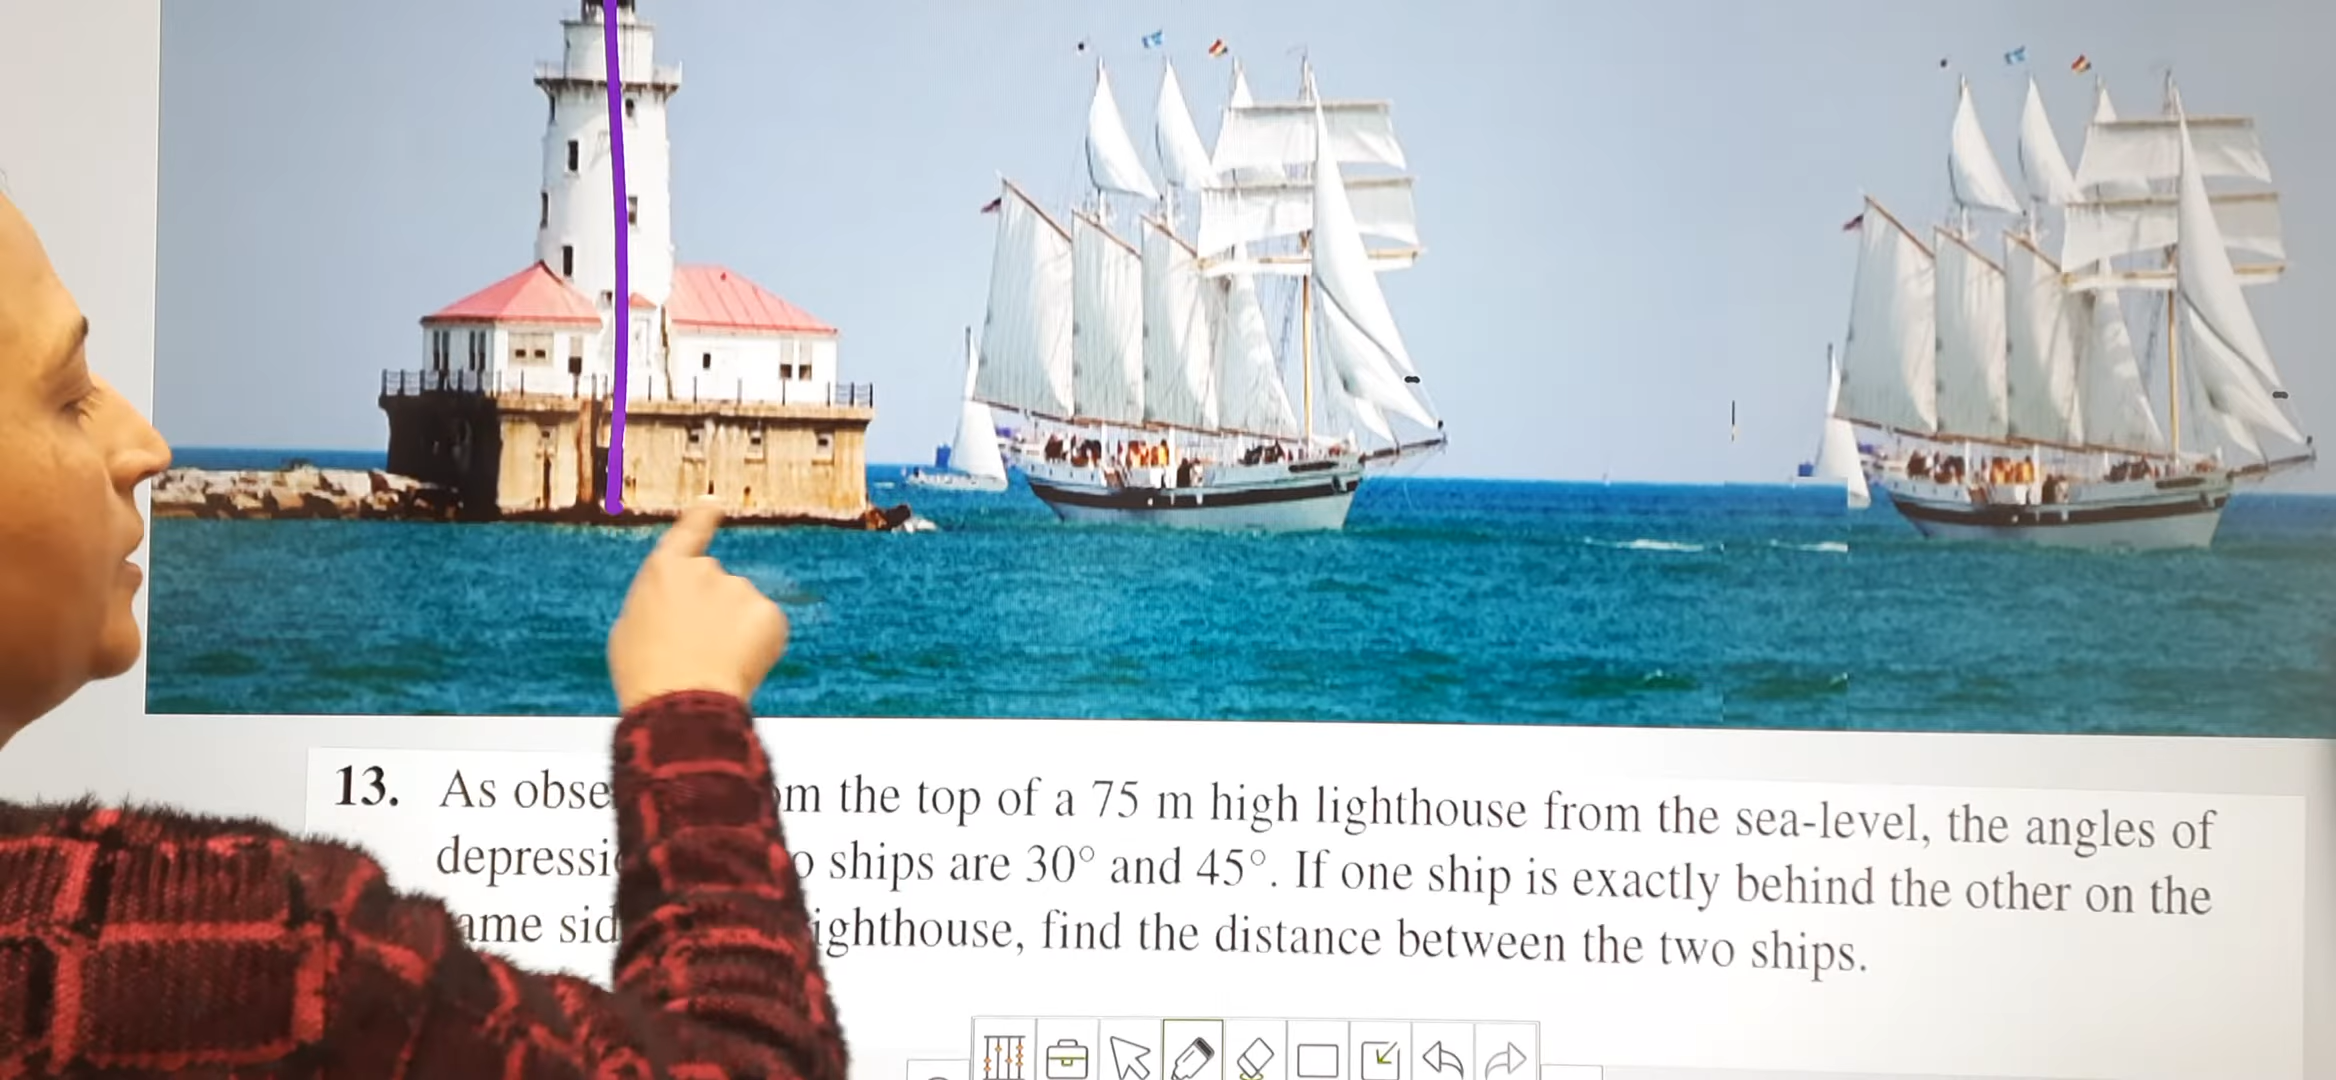 13. As obse m the top of a 75 m high lighthouse from the sea-level, the angles of
depressi o ships are 30° and 45°. If one ship is exactly behind the other on the
ame sid ighthouse, find the distance between the two ships.